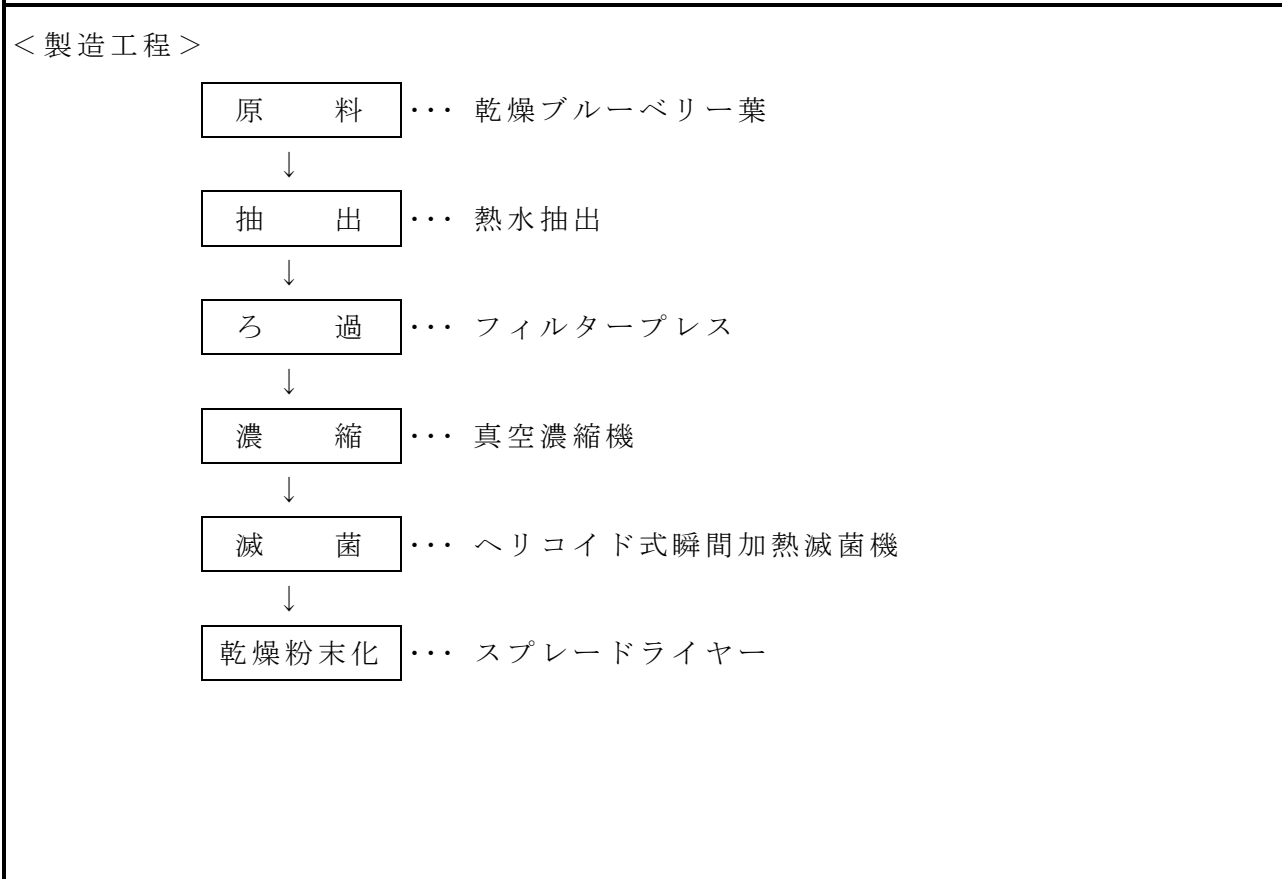 ＜製造工程＞
原　料 ･･･ 乾燥ブルーベリー葉
↓
抽　出 ･･･ 熱水抽出
↓
ろ　過 ･･･ フィルタープレス
↓
濃　縮 ･･･ 真空濃縮機
↓
滅　菌 ･･･ ヘリコイド式瞬間加熱滅菌機
↓
乾燥粉末化 ･･･ スプレードライヤー